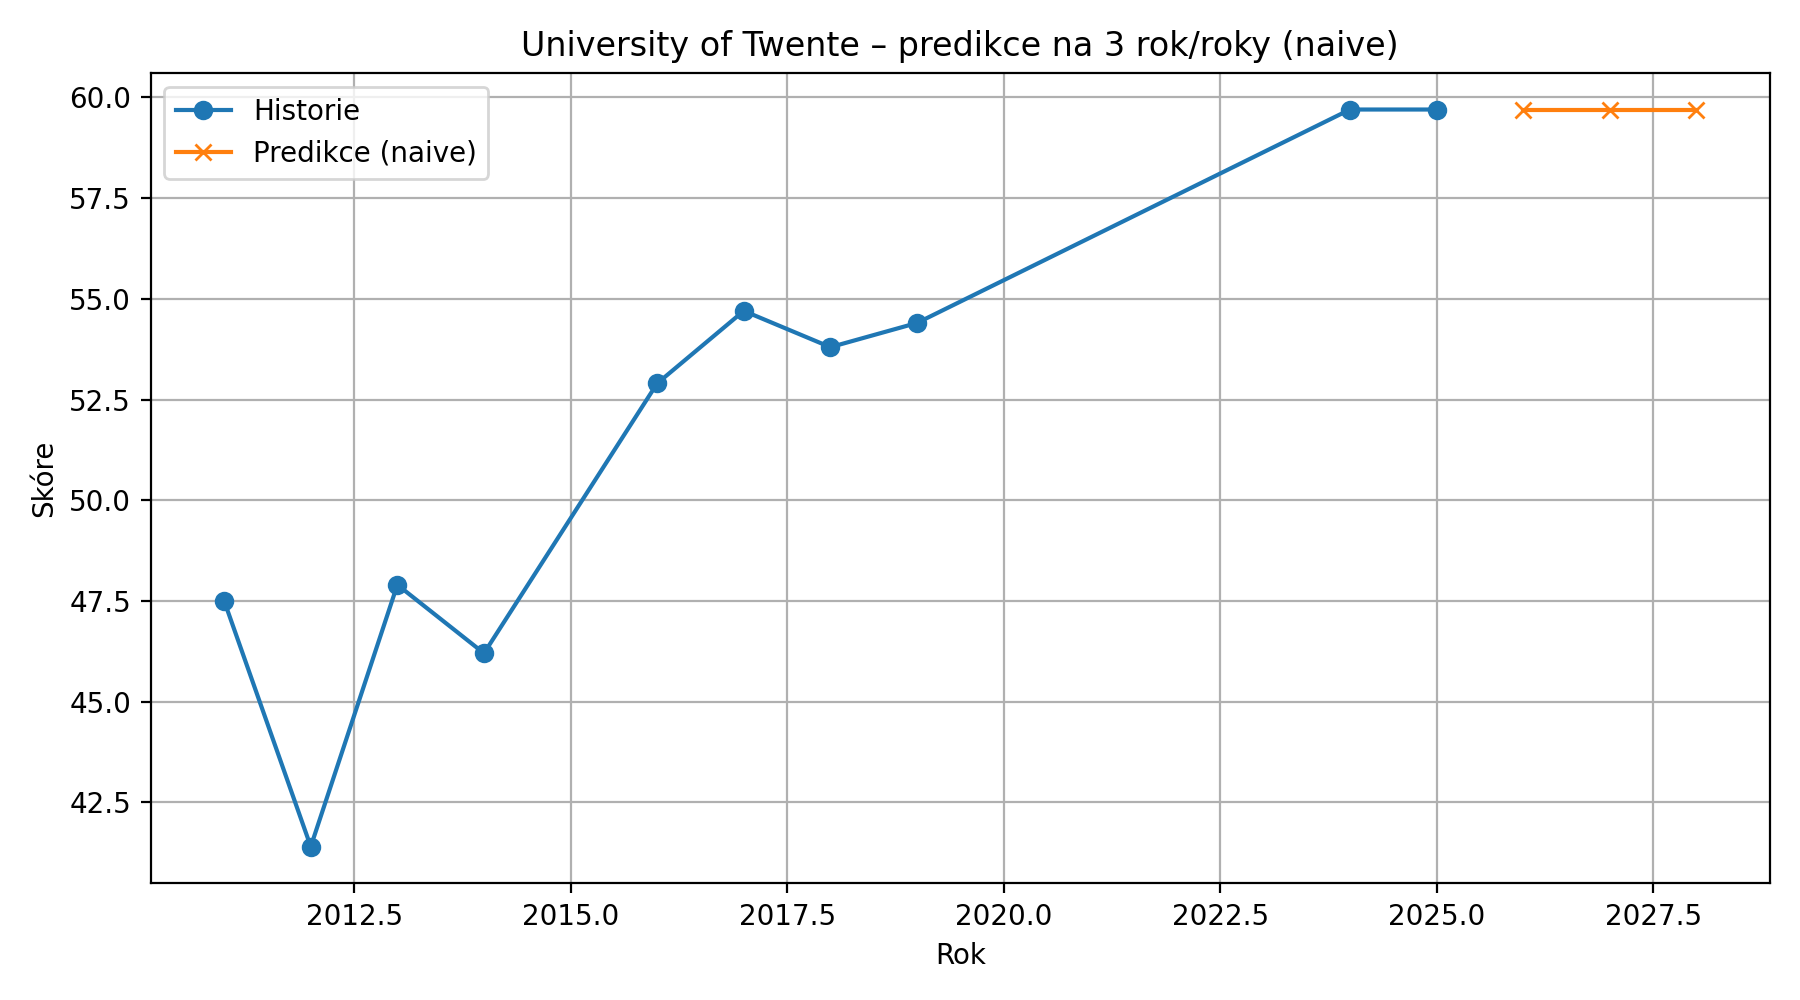 University of Twente – predikce na 3 rok/roky (naive)
Historie
Predikce (naive)
Skóre
60.0
57.5
55.0
52.5
50.0
47.5
45.0
42.5
2012.5 2015.0 2017.5 2020.0 2022.5 2025.0 2027.5
Rok